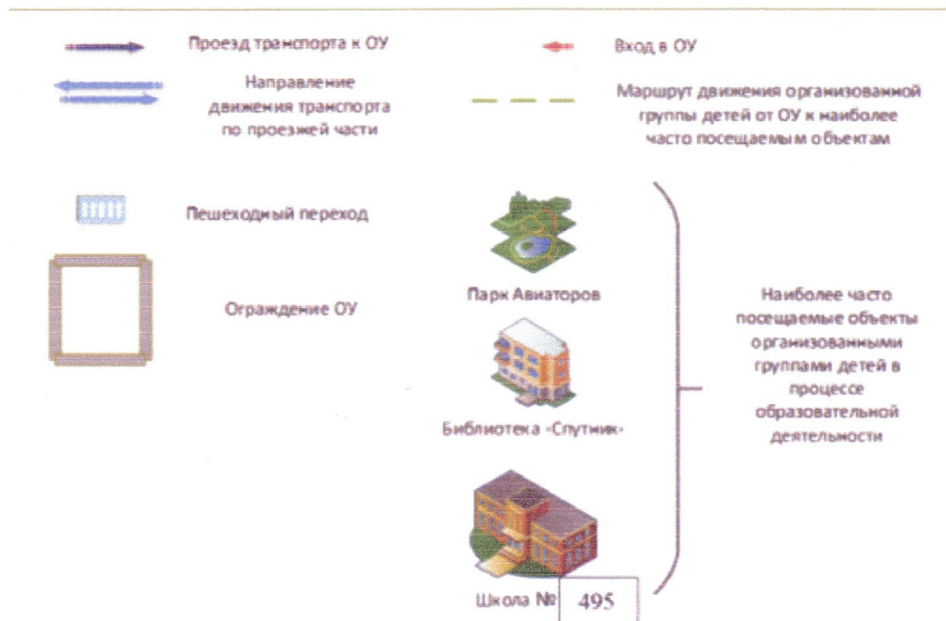 Проезд транспорта к ОУ
Вход в ОУ
Направление
движения транспорта
по проезжей части
Маршрут движения организованной
группы детей от ОУ к наиболее
часто посещаемым объектам
Пешеходный переход
Ограждение ОУ
Парк Авиаторов
Библиотека «Спутник»
Школа № 495
Наиболее часто
посещаемые объекты
организованными
группами детей в
процессе
образовательной
деятельности